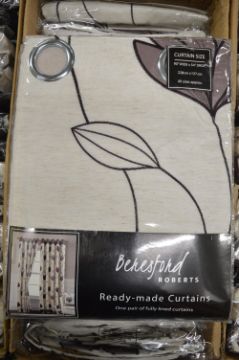 CURTAIN SIZE
Beresford
ROBERTS
Ready-made Curtains
One pair of fully lined curtains